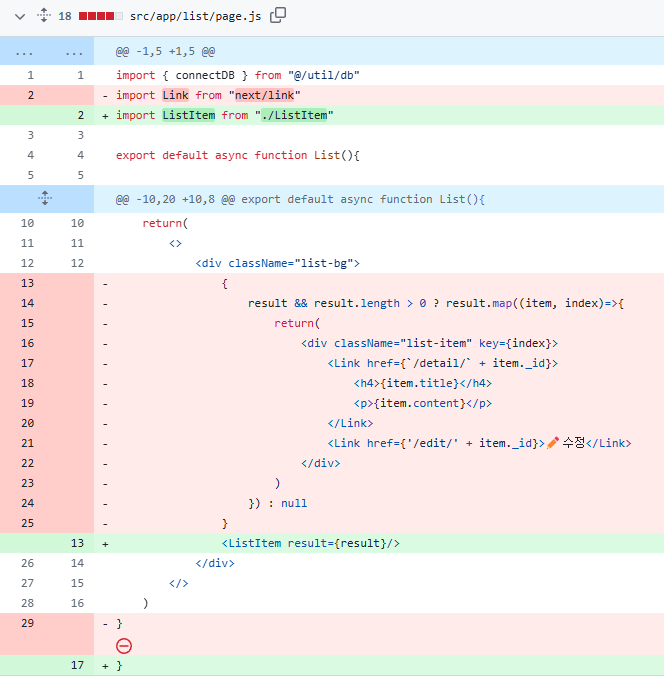 18 src/app/list/page.js
... ... @@ -1,5 +1,5 @@
1 1 import { connectDB } from "@/util/db"
2 - import Link from "next/link"
2 + import ListItem from "./ListItem"
3 3
4 4 export default async function List(){
5 5
@@ -10,20 +10,8 @@ export default async function List(){
10 10 return(
11 11 <>
12 12 <div className="list-bg">
13 - {
14 - result && result.length > 0 ? result.map((item, index)=>{
15 - return(
16 - <div className="list-item" key={index}>
17 - <Link href={`/detail/` + item._id}>
18 - <h4>{item.title}</h4>
19 - <p>{item.content}</p>
20 - </Link>
21 - <Link href={'/edit/' + item._id}>✏️수정</Link>
22 - </div>
23 - )
24 - }) : null
25 - }
13 + <ListItem result={result}/>
26 14 </div>
27 15 </>
28 16 )
29 - }
17 + }